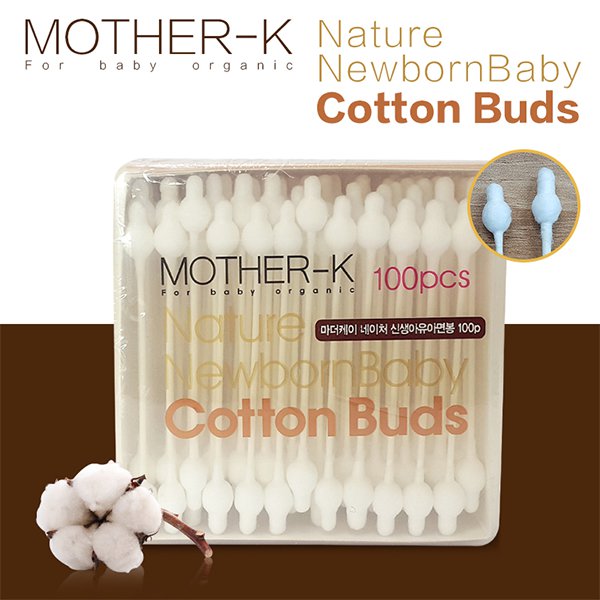 MOTHER-K
For baby organic
Nature
NewbornBaby
Cotton Buds
MOTHER-K
For baby organic
100pcs
Nature
마더케이 네이처 신생아유아면봉 100p
NewbornBaby
Cotton Buds